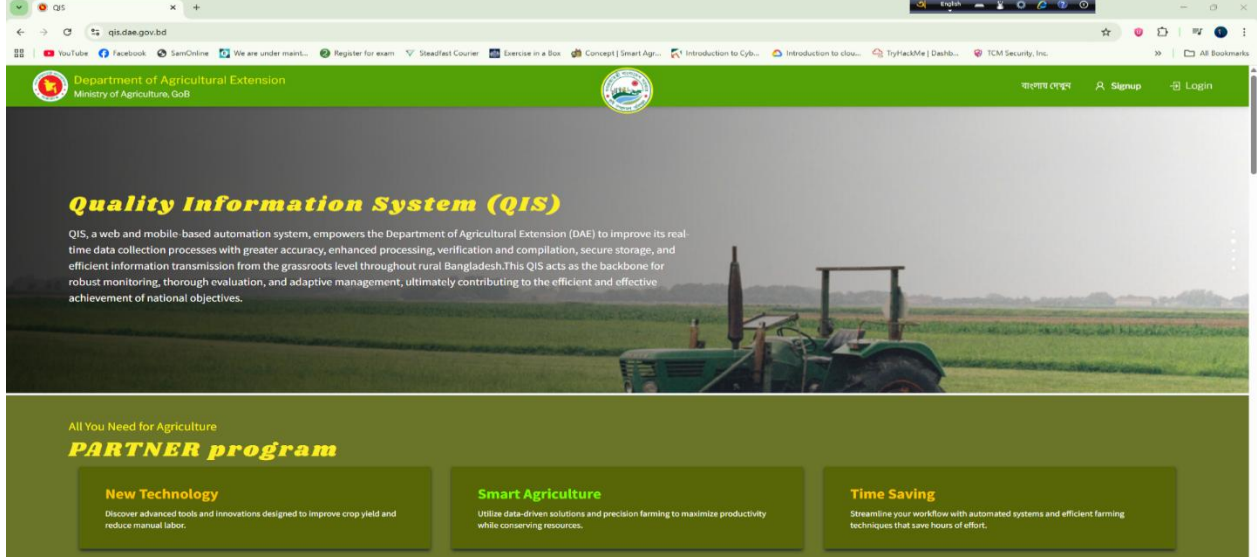 English
QIS
qis.dae.gov.bd
YouTube Facebook SamOnline We are under maint... Register for exam Steadfast Courier Exercise in a Box Concept | Smart Agr... Introduction to Cyb... Introduction to clou... TryHackMe | Dashb... TCM Security, Inc. All Bookmarks
Department of Agricultural Extension
Ministry of Agriculture, GoB
বাংলায় দেখুন Signup Login
Quality Information System (QIS)
QIS, a web and mobile-based automation system, empowers the Department of Agricultural Extension (DAE) to improve its real-
time data collection processes with greater accuracy, enhanced processing, verification and compilation, secure storage, and
efficient information transmission from the grassroots level throughout rural Bangladesh.This QIS acts as the backbone for
robust monitoring, thorough evaluation, and adaptive management, ultimately contributing to the efficient and effective
achievement of national objectives.
All You Need for Agriculture
PARTNER program
New Technology
Discover advanced tools and innovations designed to improve crop yield and
reduce manual labor.
Smart Agriculture
Utilize data-driven solutions and precision farming to maximize productivity
while conserving resources.
Time Saving
Streamline your workflow with automated systems and efficient farming
techniques that save hours of effort.